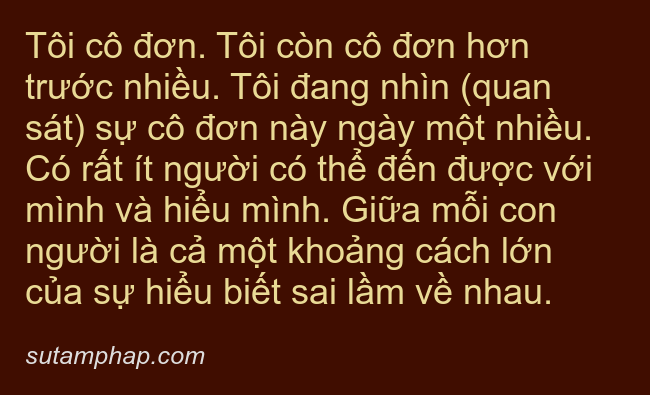 Tôi cô đơn. Tôi còn cô đơn hơn
trước nhiều. Tôi đang nhìn (quan
sát) sự cô đơn này ngày một nhiều.
Có rất ít người có thể đến được với
mình và hiểu mình. Giữa mỗi con
người là cả một khoảng cách lớn
của sự hiểu biết sai lầm về nhau.
sutamphap.com